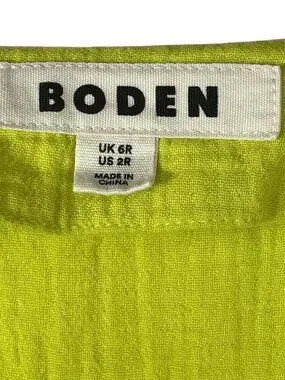 BODEN
UK 6R
US 2R
MADE IN
CHINA